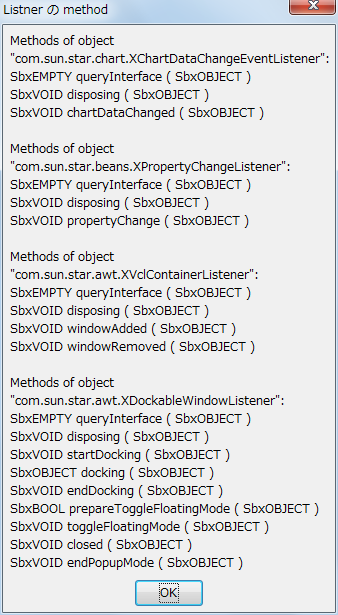 Listner の method
Methods of object
"com.sun.star.chart.XChartDataChangeEventListener":
SbxEMPTY queryInterface ( SbxOBJECT )
SbxVOID disposing ( SbxOBJECT )
SbxVOID chartDataChanged ( SbxOBJECT )
Methods of object
"com.sun.star.beans.XPropertyChangeListener":
SbxEMPTY queryInterface ( SbxOBJECT )
SbxVOID disposing ( SbxOBJECT )
SbxVOID propertyChange ( SbxOBJECT )
Methods of object
"com.sun.star.awt.XVclContainerListener":
SbxEMPTY queryInterface ( SbxOBJECT )
SbxVOID disposing ( SbxOBJECT )
SbxVOID windowAdded ( SbxOBJECT )
SbxVOID windowRemoved ( SbxOBJECT )
Methods of object
"com.sun.star.awt.XDockableWindowListener":
SbxEMPTY queryInterface ( SbxOBJECT )
SbxVOID disposing ( SbxOBJECT )
SbxVOID startDocking ( SbxOBJECT )
SbxOBJECT docking ( SbxOBJECT )
SbxVOID endDocking ( SbxOBJECT )
SbxBOOL prepareToggleFloatingMode ( SbxOBJECT )
SbxVOID toggleFloatingMode ( SbxOBJECT )
SbxVOID closed ( SbxOBJECT )
SbxVOID endPopupMode ( SbxOBJECT )
OK